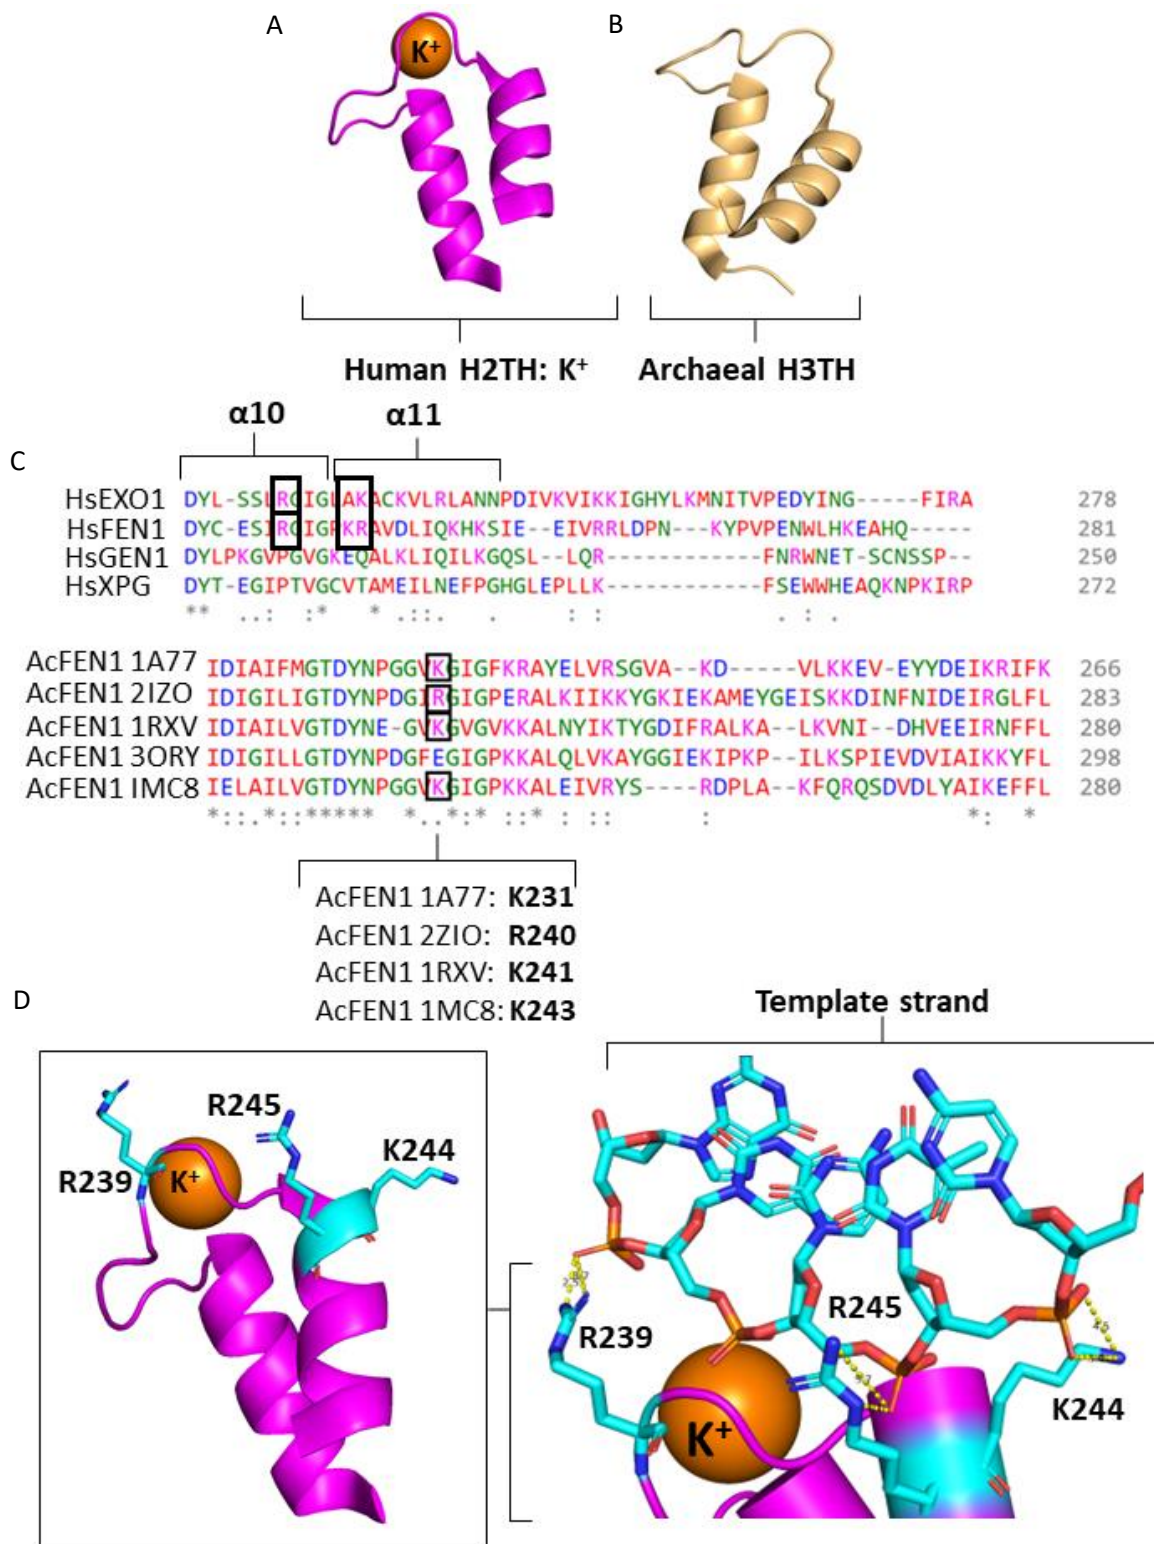 A
B
K⁺
Human H2TH: K⁺
Archaeal H3TH
α10
α11
C
HsEXO1 DYL-SSLRGIGLAKACKVLRLANNPDIVKVIKKIGHYLKMNITVPEDYING-----FIRA 278
HsFEN1 DYC-ESIRGIGPKRAVDLIQKHKSIE--EIVRRLDPN---KYPVPENWLHKEAHQ----- 281
HsGEN1 DYLPKGVPGVGKEQALKLIQILKGQSL--LQR-------------FNRWNET-SCNSSP- 250
HsXPG DYT-EGIPTVGCVTAMEILNEFPGHGLEPLLK-------------FSEWWHEAQKNPKIRP 272
** ..: :* * .:::. . : : . : .
AcFEN1 1A77 IDIAIFMGTDYNPGGVKGIGFKRAYELVRSGVA--KD-----VLKKEV-EYYDEIKRIFK 266
AcFEN1 2IZO IDIGILIGTDYNPDGIRGIGPERALKIIKKYGKIEKAMEYGEISKKDINFNIDEIRGLFL 283
AcFEN1 1RXV IDIAILVGTDYNE-GVKGVGVKKALNYIKTYGDIFRALKA--LKVNI--DHVEEIRNFFL 280
AcFEN1 3ORY IDIGILLGTDYNPDGFEGIGPKKALQLVKAYGGIEKIPKP--ILKSPIEVDVIAIKKYFL 298
AcFEN1 IMC8 IELAILVGTDYNPGGVKGIGPKKALEIVRYS----RDPLA--KFQRQSDVDLYAIKEFFL 280
*::.*::***** *..*:* ::* : :: : *: *
AcFEN1 1A77: K231
AcFEN1 2ZIO: R240
AcFEN1 1RXV: K241
AcFEN1 1MC8: K243
D
Template strand
R245
K244
R239
K⁺
R245
R239
K244
K⁺